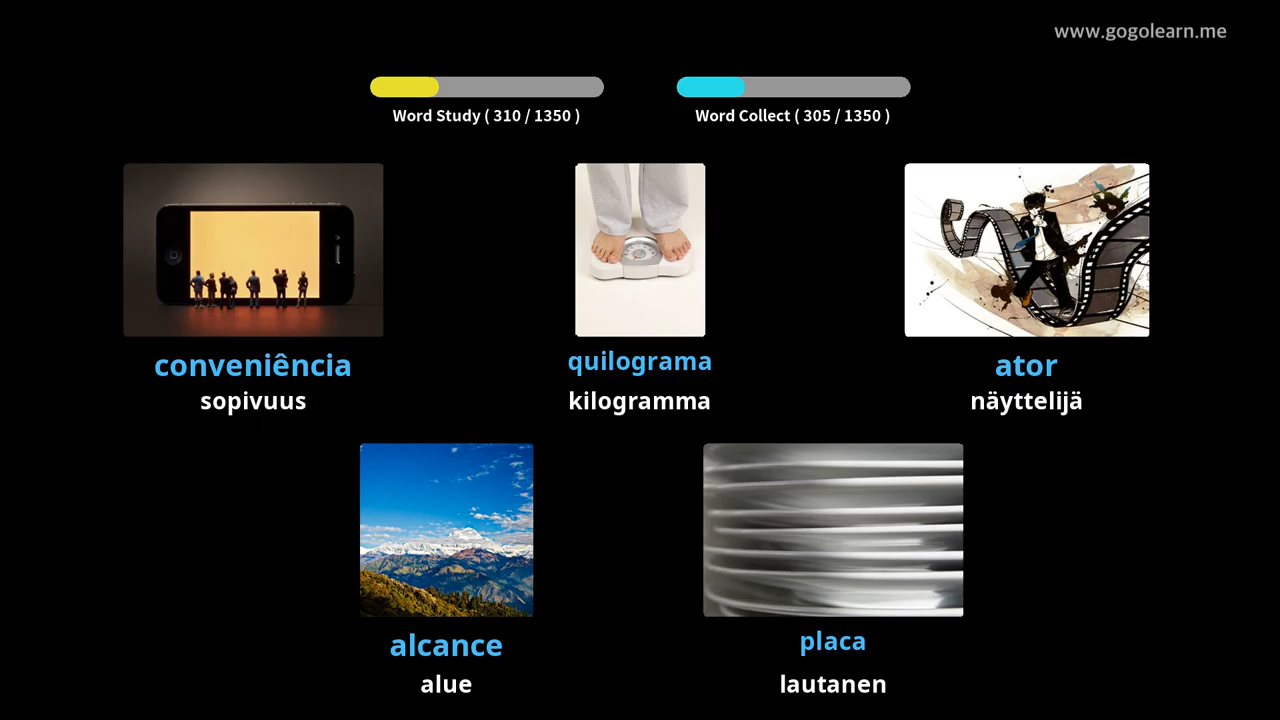 www.gogolearn.me
Word Study ( 310 / 1350 )
Word Collect ( 305 / 1350 )
conveniência
sopivuus
quilograma
kilogramma
ator
näyttelijä
alcance
alue
placa
lautanen